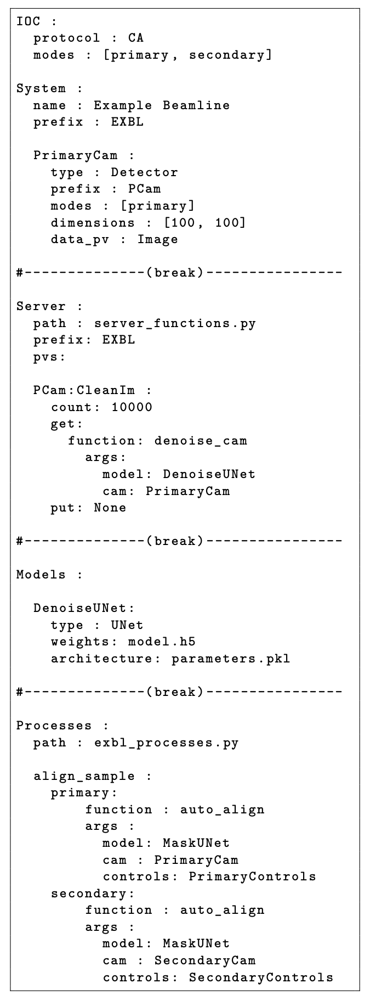 IOC :
  protocol : CA
  modes : [primary, secondary]

System :
  name : Example Beamline
  prefix : EXBL

  PrimaryCam :
    type : Detector
    prefix : PCam
    modes : [primary]
    dimensions : [100, 100]
    data_pv : Image

#--------------(break)----------------

Server :
  path : server_functions.py
  prefix: EXBL
  pvs:

  PCam:CleanIm :
    count: 10000
    get:
      function: denoise_cam
        args:
          model: DenoiseUNet
          cam: PrimaryCam
    put: None

#--------------(break)----------------

Models :

  DenoiseUNet:
    type : UNet
    weights: model.h5
    architecture: parameters.pkl

#--------------(break)----------------

Processes :
  path : exbl_processes.py

  align_sample :
    primary:
        function : auto_align
        args :
          model: MaskUNet
          cam : PrimaryCam
          controls: PrimaryControls
    secondary:
        function : auto_align
        args :
          model: MaskUNet
          cam : SecondaryCam
          controls: SecondaryControls